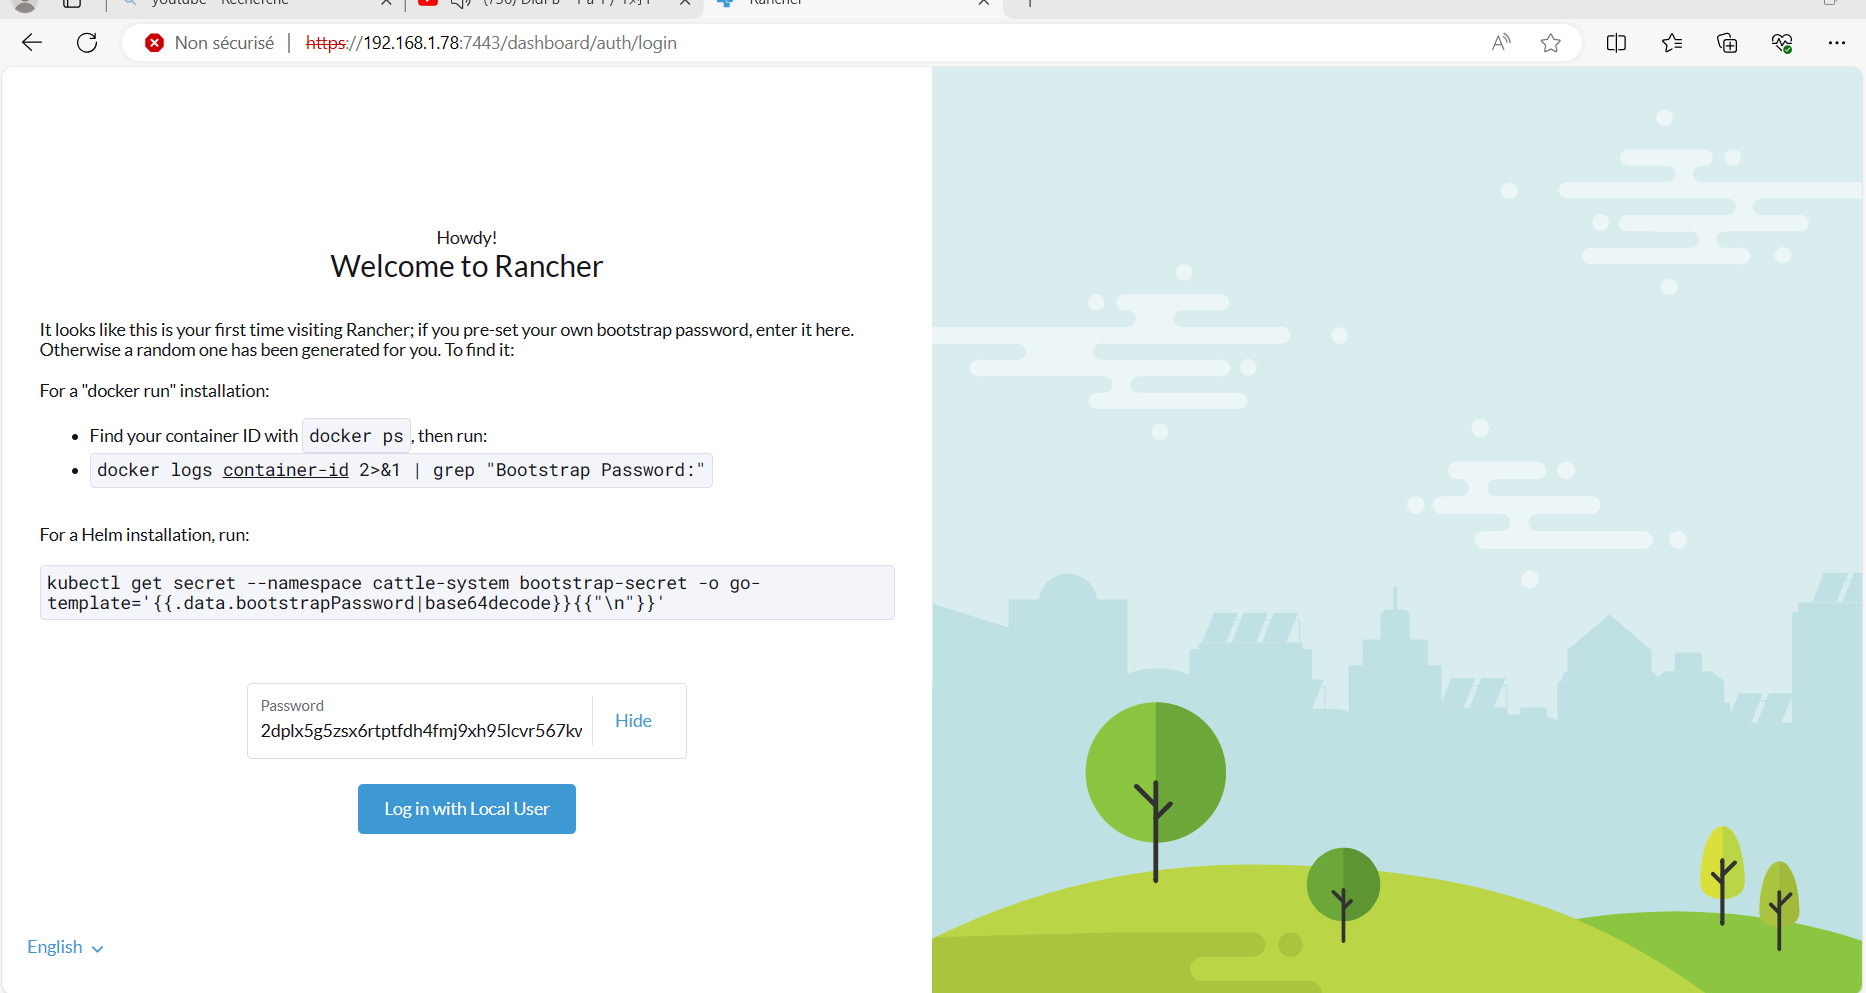 Non sécurisé
https://192.168.1.78:7443/dashboard/auth/login
Howdy!
Welcome to Rancher
It looks like this is your first time visiting Rancher; if you pre-set your own bootstrap password, enter it here.
Otherwise a random one has been generated for you. To find it:
For a "docker run" installation:
• Find your container ID with docker ps, then run:
• docker logs container-id 2>&1 | grep "Bootstrap Password:"
For a Helm installation, run:
kubectl get secret --namespace cattle-system bootstrap-secret -o go-
template='{{.data.bootstrapPassword|base64decode}}{{"\n"}}'
Password
2dplx5g5zsx6rtptfdh4fmj9xh95lcvr567kw
Hide
Log in with Local User
English